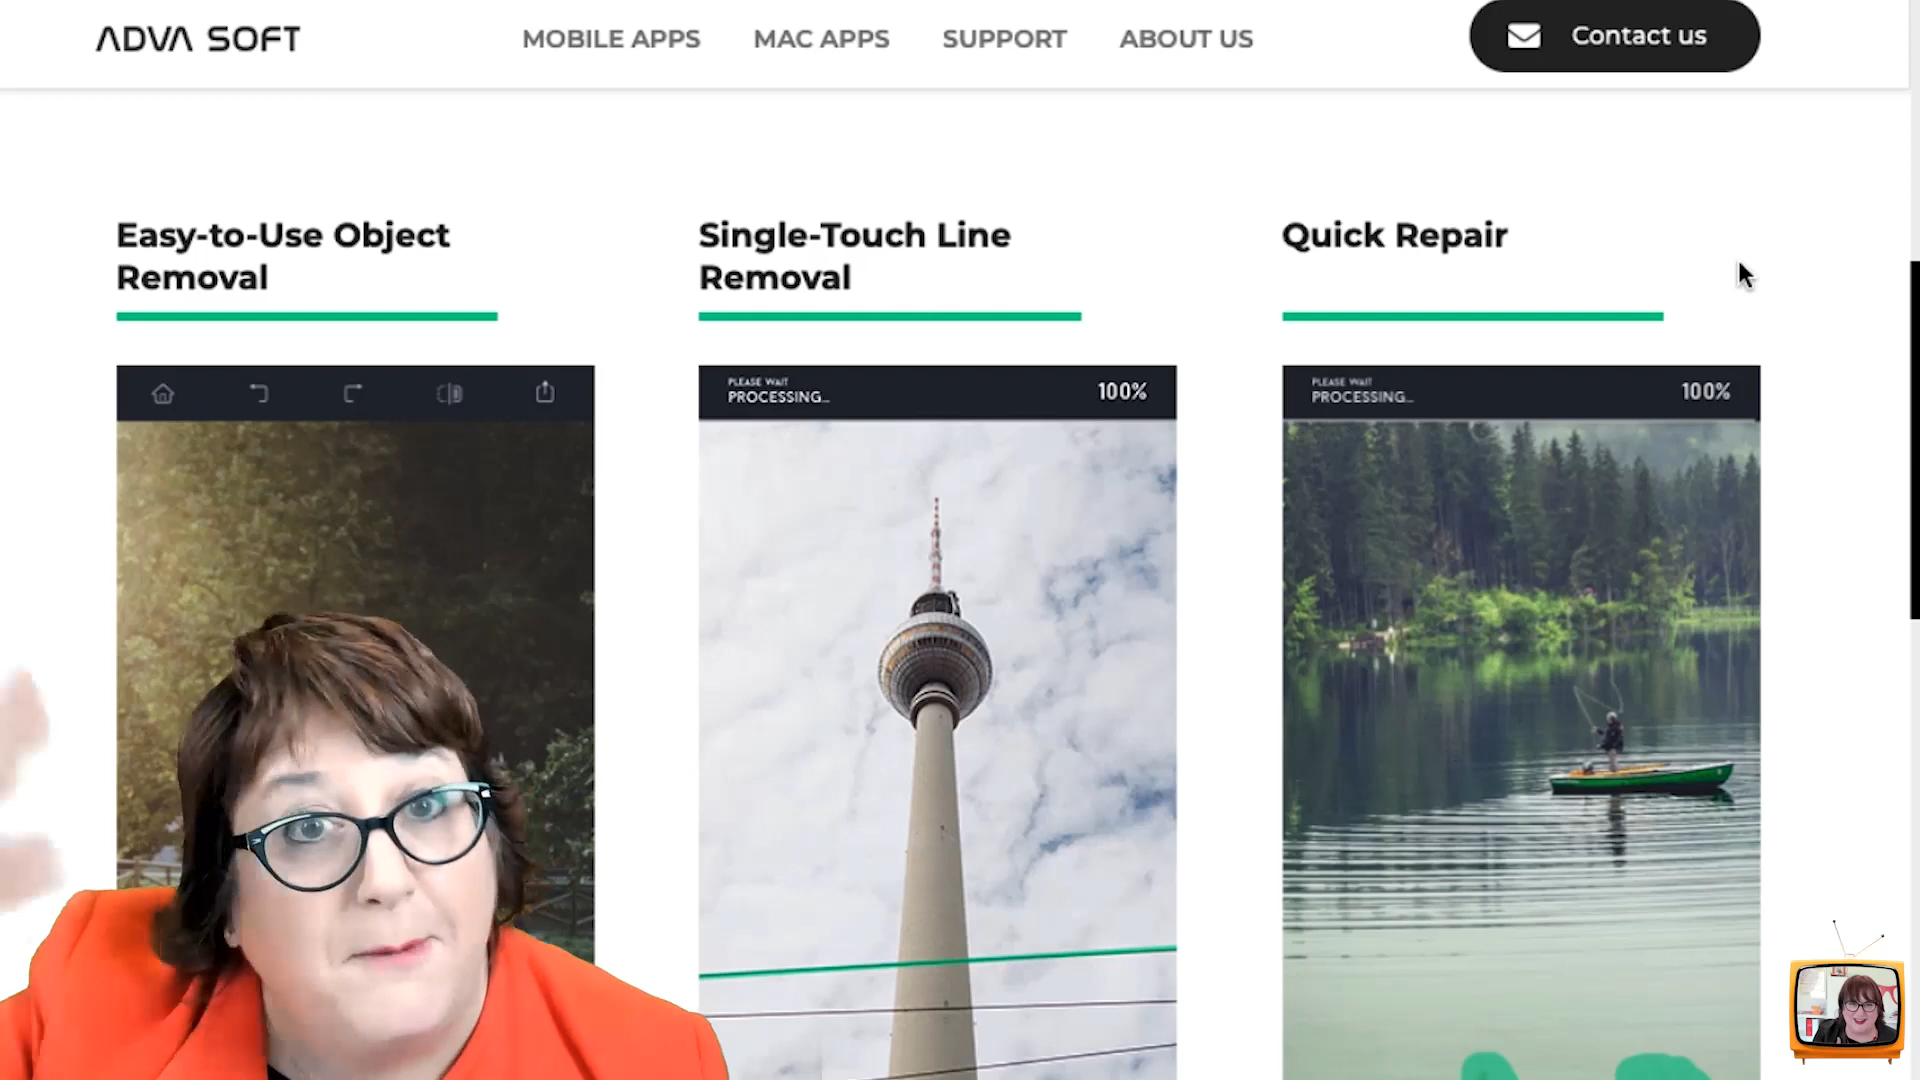 ADVA SOFT
MOBILE APPS
MAC APPS
SUPPORT
ABOUT US
Contact us
Easy-to-Use Object
Removal
Single-Touch Line
Removal
Quick Repair
PLEASE WAIT
PROCESSING...
100%
PLEASE WAIT
PROCESSING...
100%